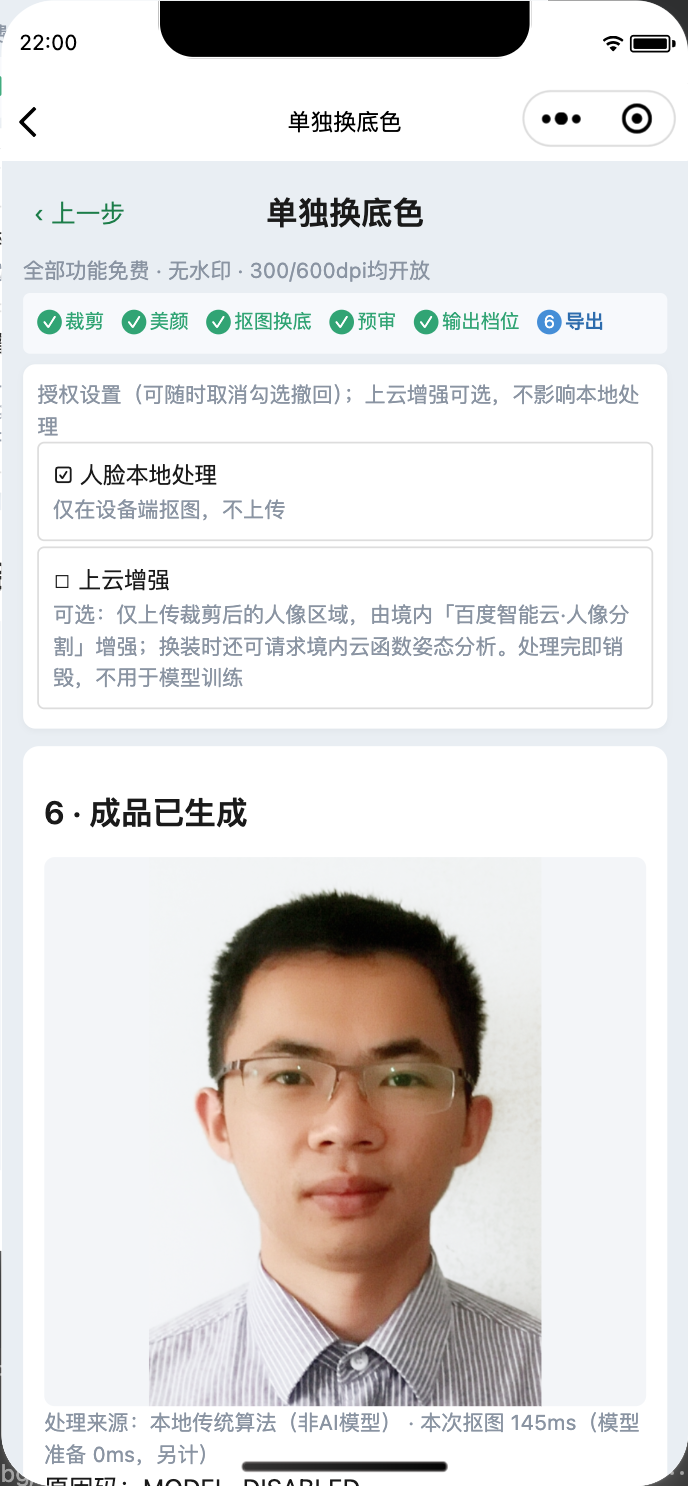 22:00
单独换底色
‹ 上一步
单独换底色
全部功能免费 · 无水印 · 300/600dpi均开放
裁剪 美颜 抠图换底 预审 输出档位 6 导出
授权设置（可随时取消勾选撤回）；上云增强可选，不影响本地处
理
人脸本地处理
仅在设备端抠图，不上传
上云增强
可选：仅上传裁剪后的人像区域，由境内「百度智能云·人像分
割」增强；换装时还可请求境内云函数姿态分析。处理完即销
毁，不用于模型训练
6 · 成品已生成
处理来源：本地传统算法（非AI模型） · 本次抠图 145ms（模型
准备 0ms，另计）
原因码：MODEL_DISABLED